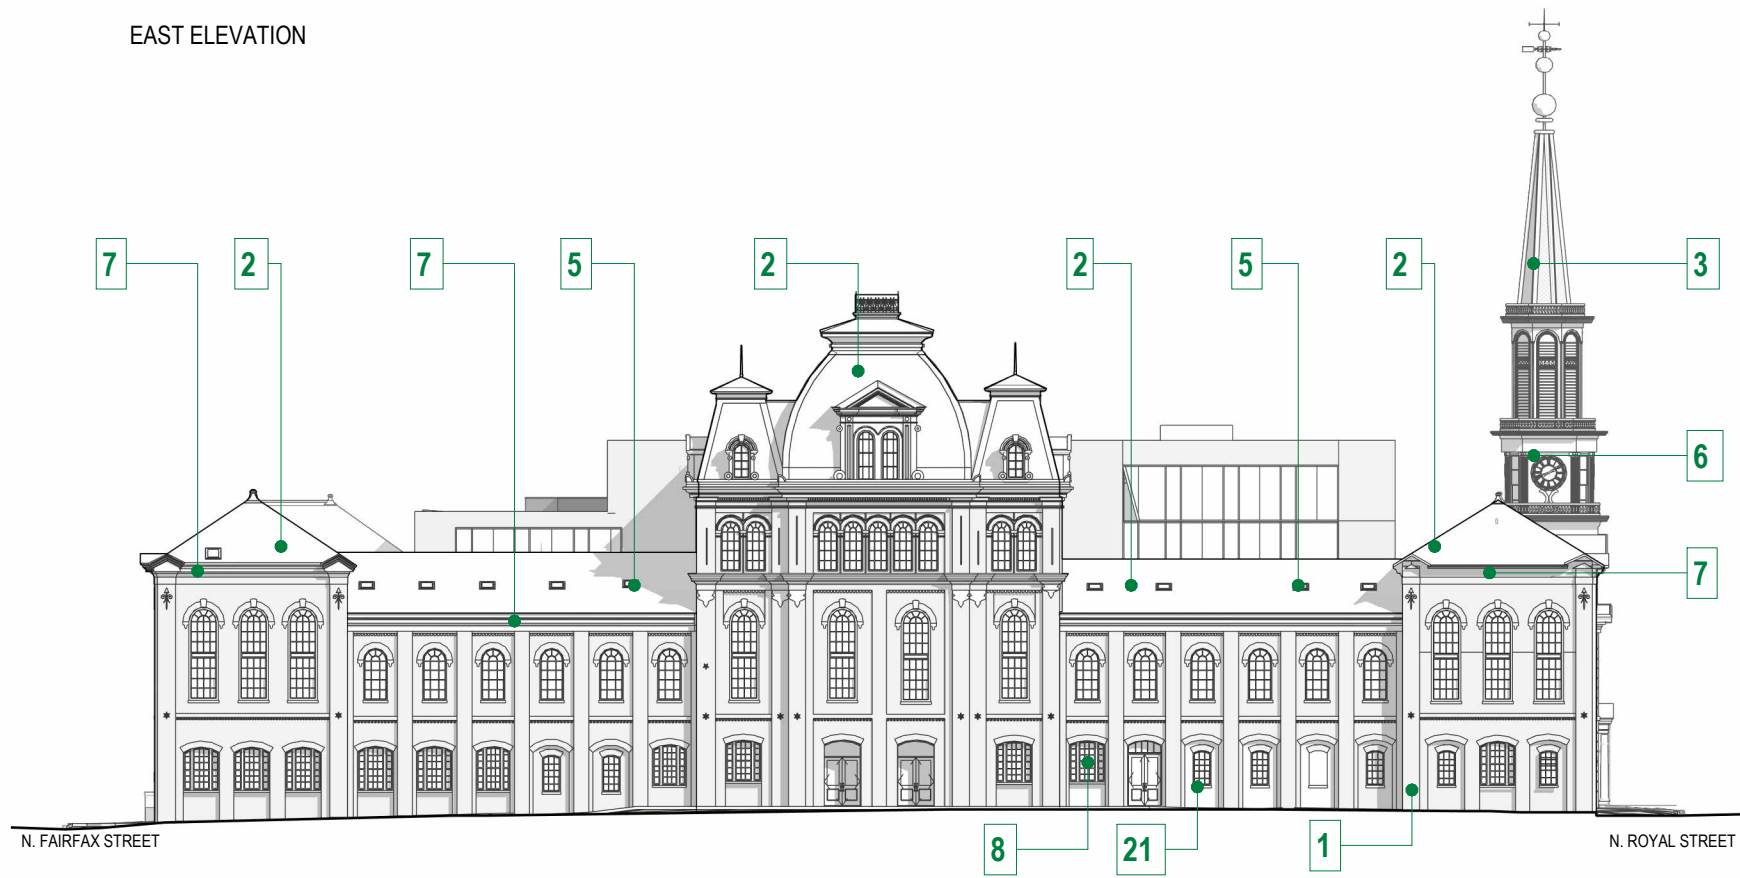 EAST ELEVATION
7 2 7 5 2 2 5 2 3
6
7
8 21 1
N. FAIRFAX STREET N. ROYAL STREET